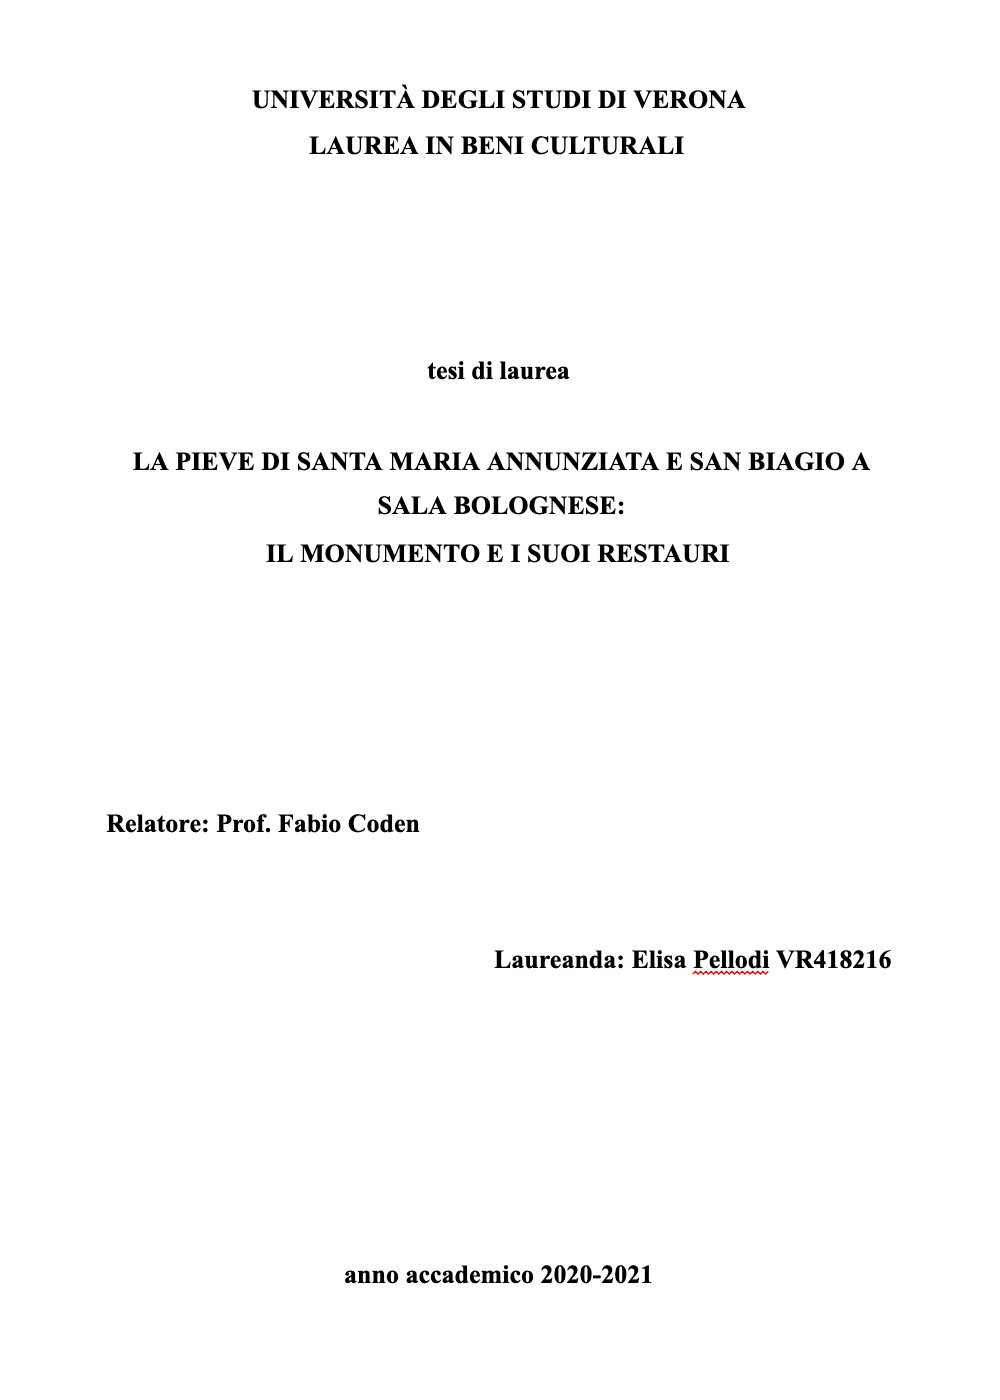 UNIVERSITÀ DEGLI STUDI DI VERONA
LAUREA IN BENI CULTURALI
tesi di laurea
LA PIEVE DI SANTA MARIA ANNUNZIATA E SAN BIAGIO A
SALA BOLOGNESE:
IL MONUMENTO E I SUOI RESTAURI
Relatore: Prof. Fabio Coden
Laureanda: Elisa Pellodi VR418216
anno accademico 2020-2021